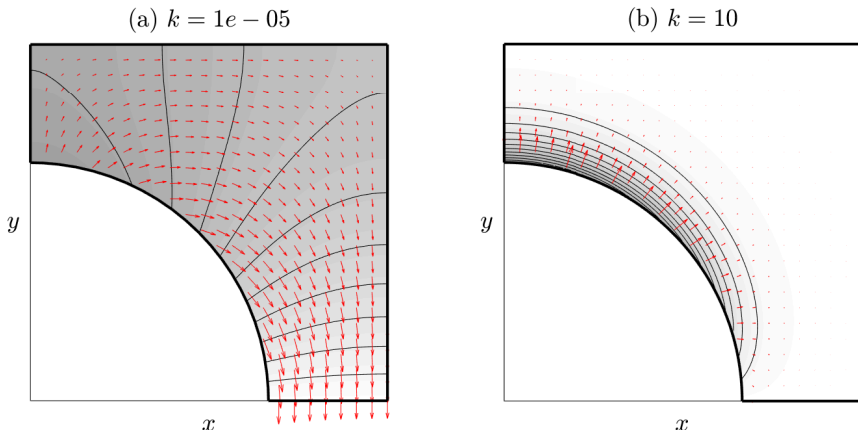 (a) k = 1e − 05
(b) k = 10
y
x
y
x